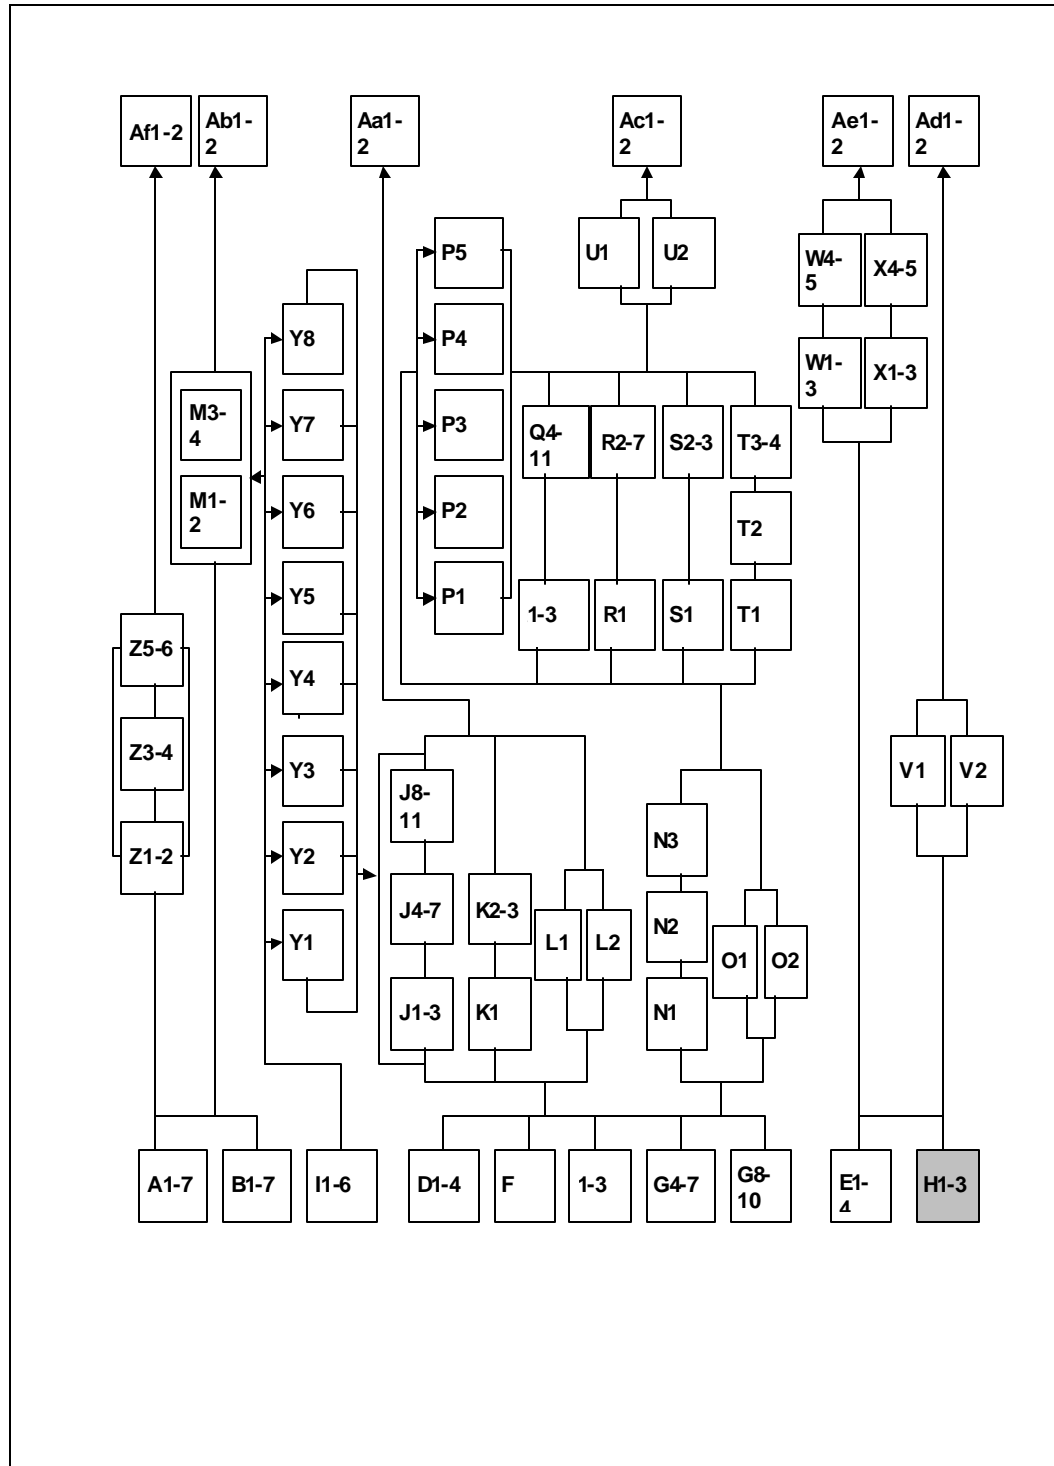 Af1-2
Ab1-
2
Aa1-
2
Ac1-
2
Ae1-
2
Ad1-
2
P5
U1
U2
W4-
5
X4-5
Y8
P4
W1-
3
X1-3
M3-
4
Y7
P3
Q4-
11
R2-7
S2-3
T3-4
M1-
2
Y6
P2
T2
Y5
P1
1-3
R1
S1
T1
Z5-6
Y4
Z3-4
Y3
J8-
11
V1
V2
Z1-2
Y2
N3
J4-7
K2-3
Y1
L1
L2
N2
O1
O2
J1-3
K1
N1
A1-7
B1-7
I1-6
D1-4
F
1-3
G4-7
G8-
10
E1-
4
H1-3